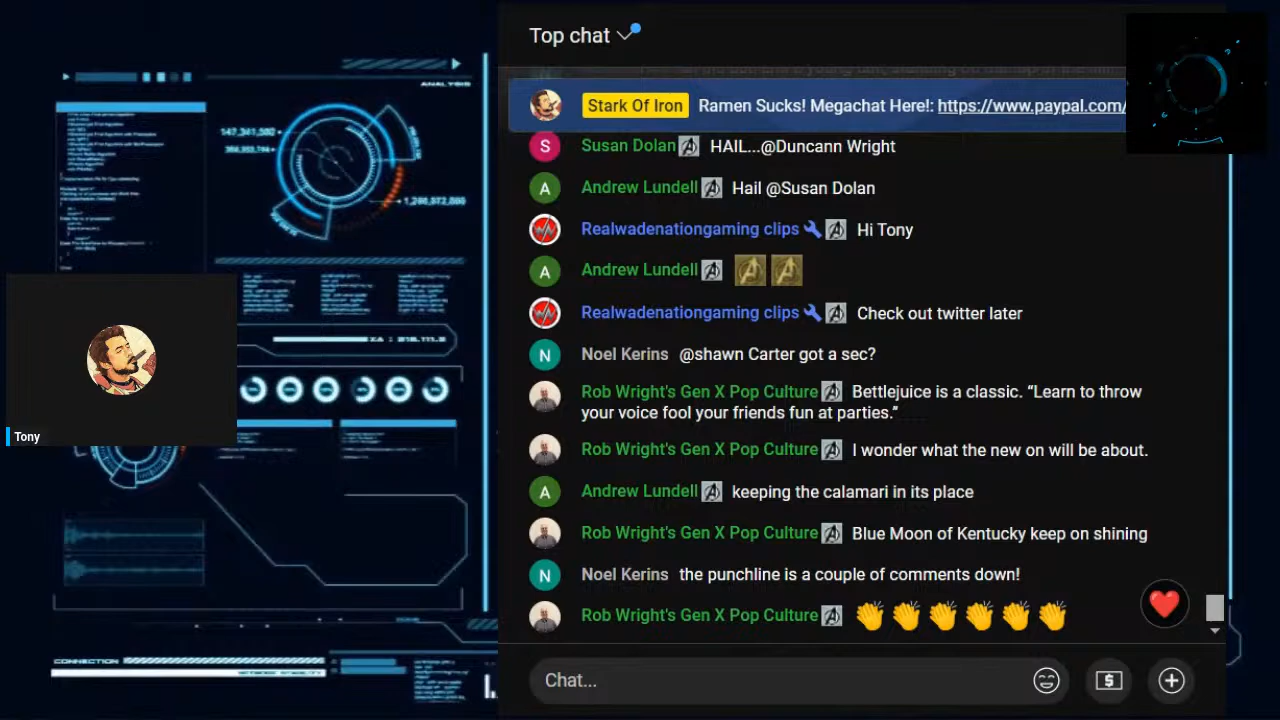 Top chat
Stark Of Iron Ramen Sucks! Megachat Here!: https://www.paypal.com/
Susan Dolan HAIL...@Duncann Wright
Andrew Lundell Hail @Susan Dolan
Realwadenationgaming clips Hi Tony
Andrew Lundell
Realwadenationgaming clips Check out twitter later
Noel Kerins @shawn Carter got a sec?
Rob Wright's Gen X Pop Culture Bettlejuice is a classic. “Learn to throw
your voice fool your friends fun at parties.”
Rob Wright's Gen X Pop Culture I wonder what the new on will be about.
Andrew Lundell keeping the calamari in its place
Rob Wright's Gen X Pop Culture Blue Moon of Kentucky keep on shining
Noel Kerins the punchline is a couple of comments down!
Rob Wright's Gen X Pop Culture 👏👏👏👏👏👏
Chat...
Tony
ANALYSIS
CONNECTION